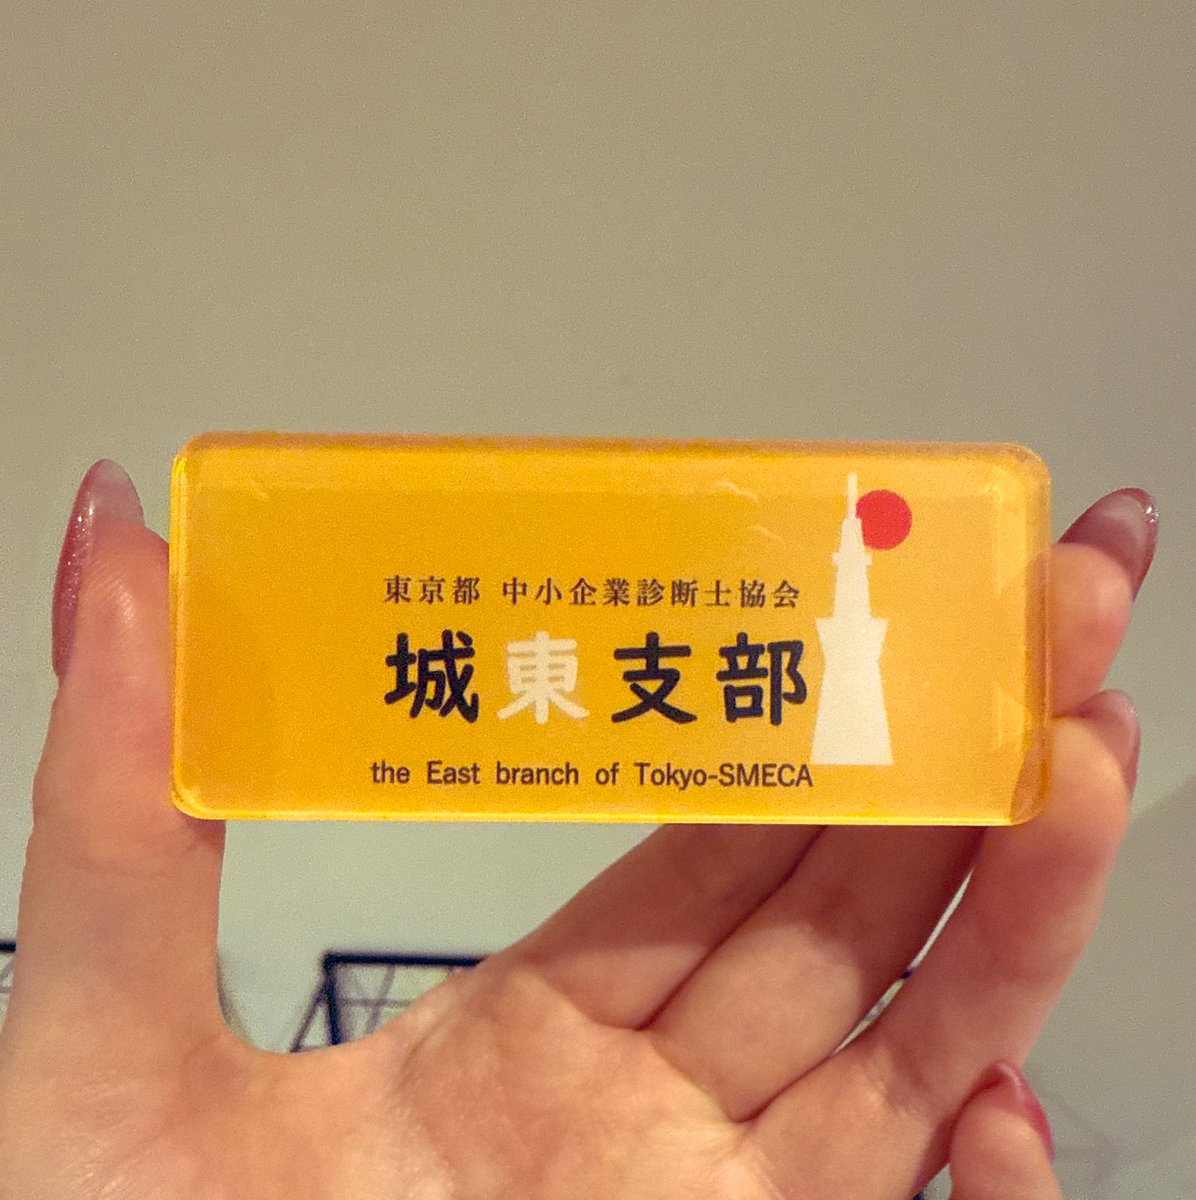 東京都 中小企業診断士協会
城東支部
the East branch of Tokyo-SMECA